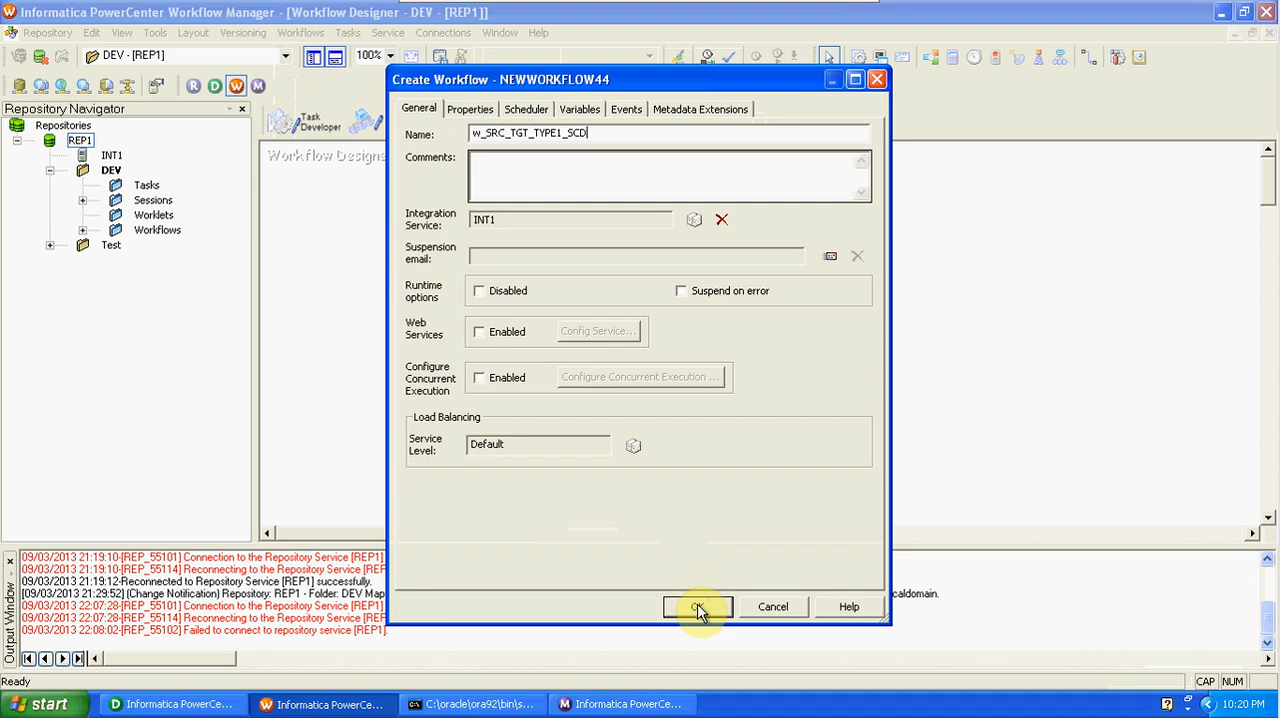 Informatica PowerCenter Workflow Manager - [Workflow Designer - DEV - [REP1]]
Repository Edit View Tools Layout Versioning Workflows Tasks Service Connections Window Help
DEV - [REP1] 100%
R D W M
Repository Navigator
Repositories
REP1
INT1
DEV
Tasks
Sessions
Worklets
Workflows
Test
Task
Developer
Workflow Designer
Create Workflow - NEWWORKFLOW44
General Properties Scheduler Variables Events Metadata Extensions
Name: w_SRC_TGT_TYPE1_SCD
Comments:
Integration
Service: INT1
Suspension
email:
Runtime
options Disabled Suspend on error
Web
Services Enabled Config Service...
Configure
Concurrent
Execution Enabled Configure Concurrent Execution ...
Load Balancing
Service
Level: Default
OK Cancel Help
Output Window
09/03/2013 21:19:10-[REP_55101] Connection to the Repository Service [REP1]
09/03/2013 21:19:10-[REP_55114] Reconnecting to the Repository Service [REP1]
09/03/2013 21:19:12-Reconnected to Repository Service [REP1] successfully.
09/03/2013 21:29:52] (Change Notification) Repository: REP1 - Folder: DEV Map caldomain.
09/03/2013 22:07:28-[REP_55101] Connection to the Repository Service [REP1]
09/03/2013 22:07:28-[REP_55114] Reconnecting to the Repository Service [REP1]
09/03/2013 22:08:02] Failed to connect to repository service [REP1].
Ready CAP NUM
start Informatica PowerCe... Informatica PowerCe... C:\oracle\ora92\bin\s... Informatica PowerCe... 10:20 PM